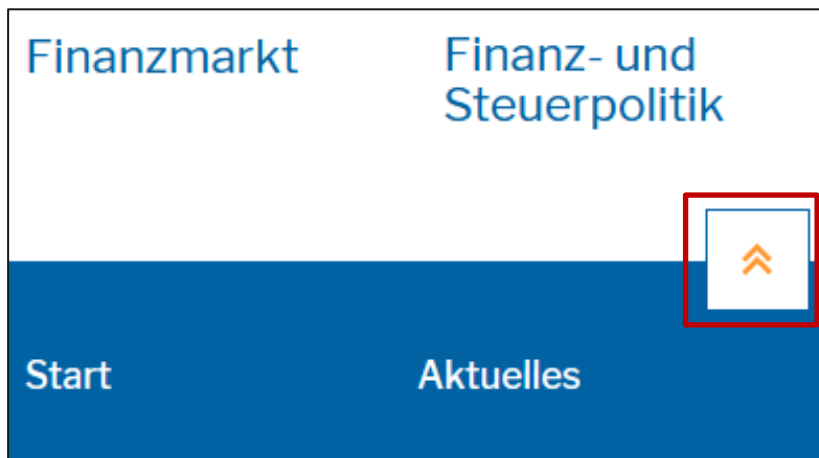 Finanzmarkt
Finanz- und
Steuerpolitik
Start
Aktuelles